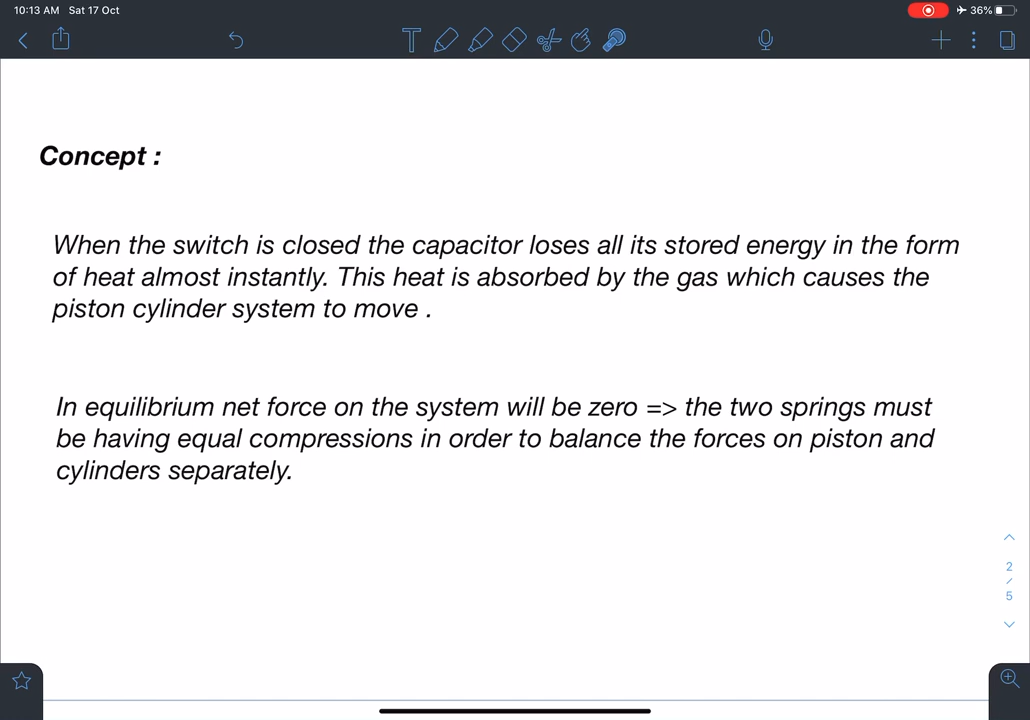 10:13 AM Sat 17 Oct
36%
Concept :
When the switch is closed the capacitor loses all its stored energy in the form
of heat almost instantly. This heat is absorbed by the gas which causes the
piston cylinder system to move .
In equilibrium net force on the system will be zero => the two springs must
be having equal compressions in order to balance the forces on piston and
cylinders separately.
2
/
5